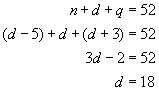 n + d + q = 52
(d − 5) + d + (d + 3) = 52
3d − 2 = 52
d = 18